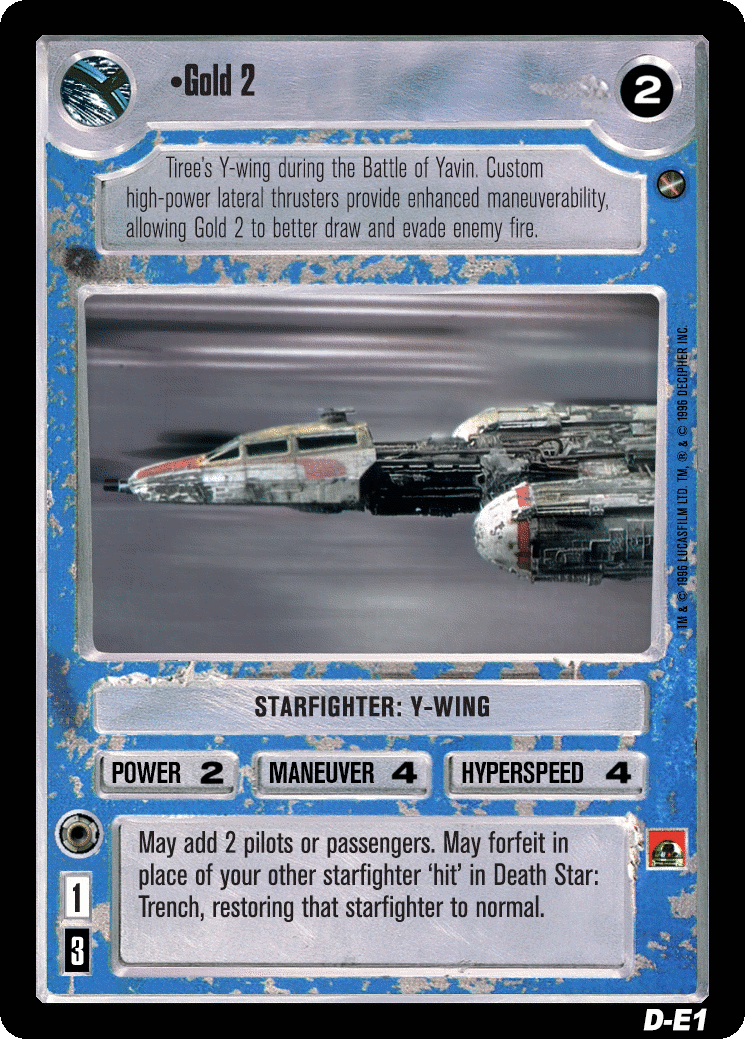 •Gold 2
2
Tiree's Y-wing during the Battle of Yavin. Custom
high-power lateral thrusters provide enhanced maneuverability,
allowing Gold 2 to better draw and evade enemy fire.
TM & © 1996 LUCASFILM LTD. TM, ® & © 1996 DECIPHER INC.
STARFIGHTER: Y-WING
POWER 2
MANEUVER 4
HYPERSPEED 4
May add 2 pilots or passengers. May forfeit in
place of your other starfighter ‘hit’ in Death Star:
Trench, restoring that starfighter to normal.
1
3
D-E1